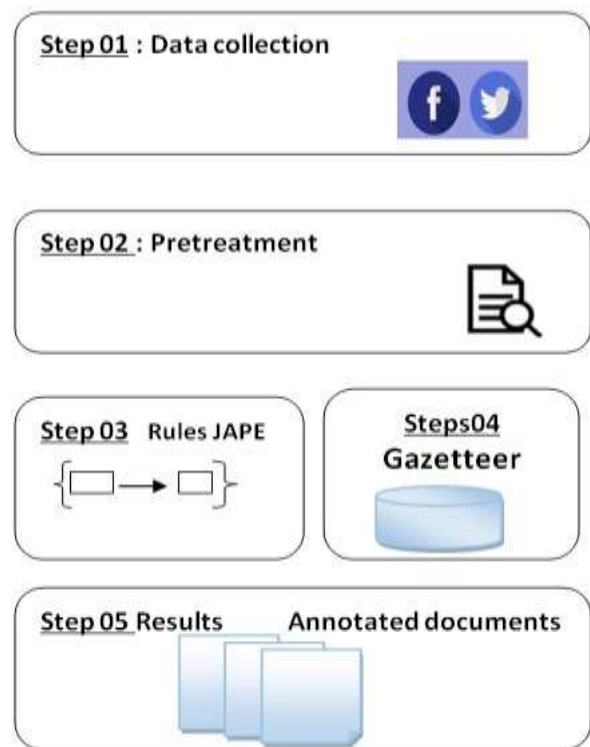 Step 01 : Data collection
f
Step 02 : Pretreatment
Step 03 Rules JAPE
Steps04
Gazetteer
Step 05 Results Annotated documents